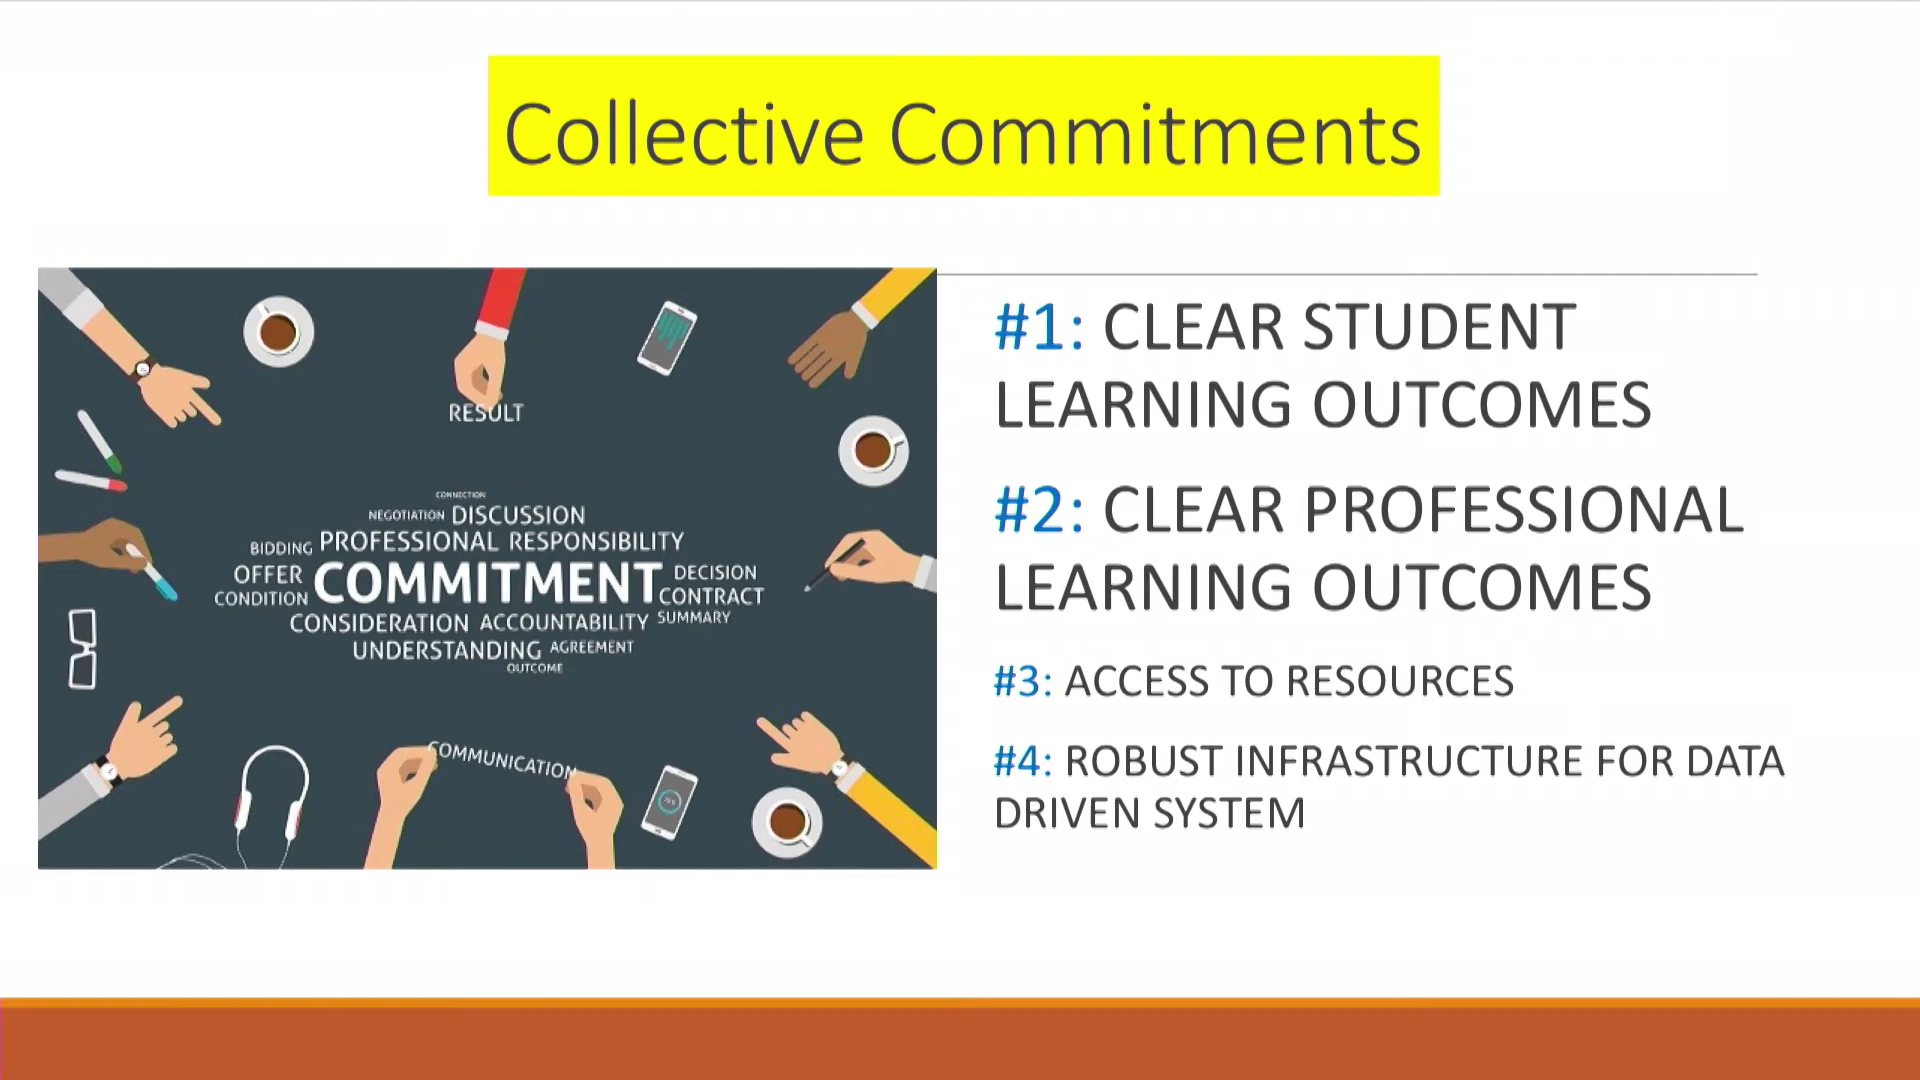 Collective Commitments
RESULT
CONNECTION
NEGOTIATION DISCUSSION
BIDDING PROFESSIONAL RESPONSIBILITY
OFFER COMMITMENT DECISION
CONDITION CONTRACT
CONSIDERATION ACCOUNTABILITY SUMMARY
UNDERSTANDING AGREEMENT
OUTCOME
COMMUNICATION
#1: CLEAR STUDENT
LEARNING OUTCOMES
#2: CLEAR PROFESSIONAL
LEARNING OUTCOMES
#3: ACCESS TO RESOURCES
#4: ROBUST INFRASTRUCTURE FOR DATA
DRIVEN SYSTEM